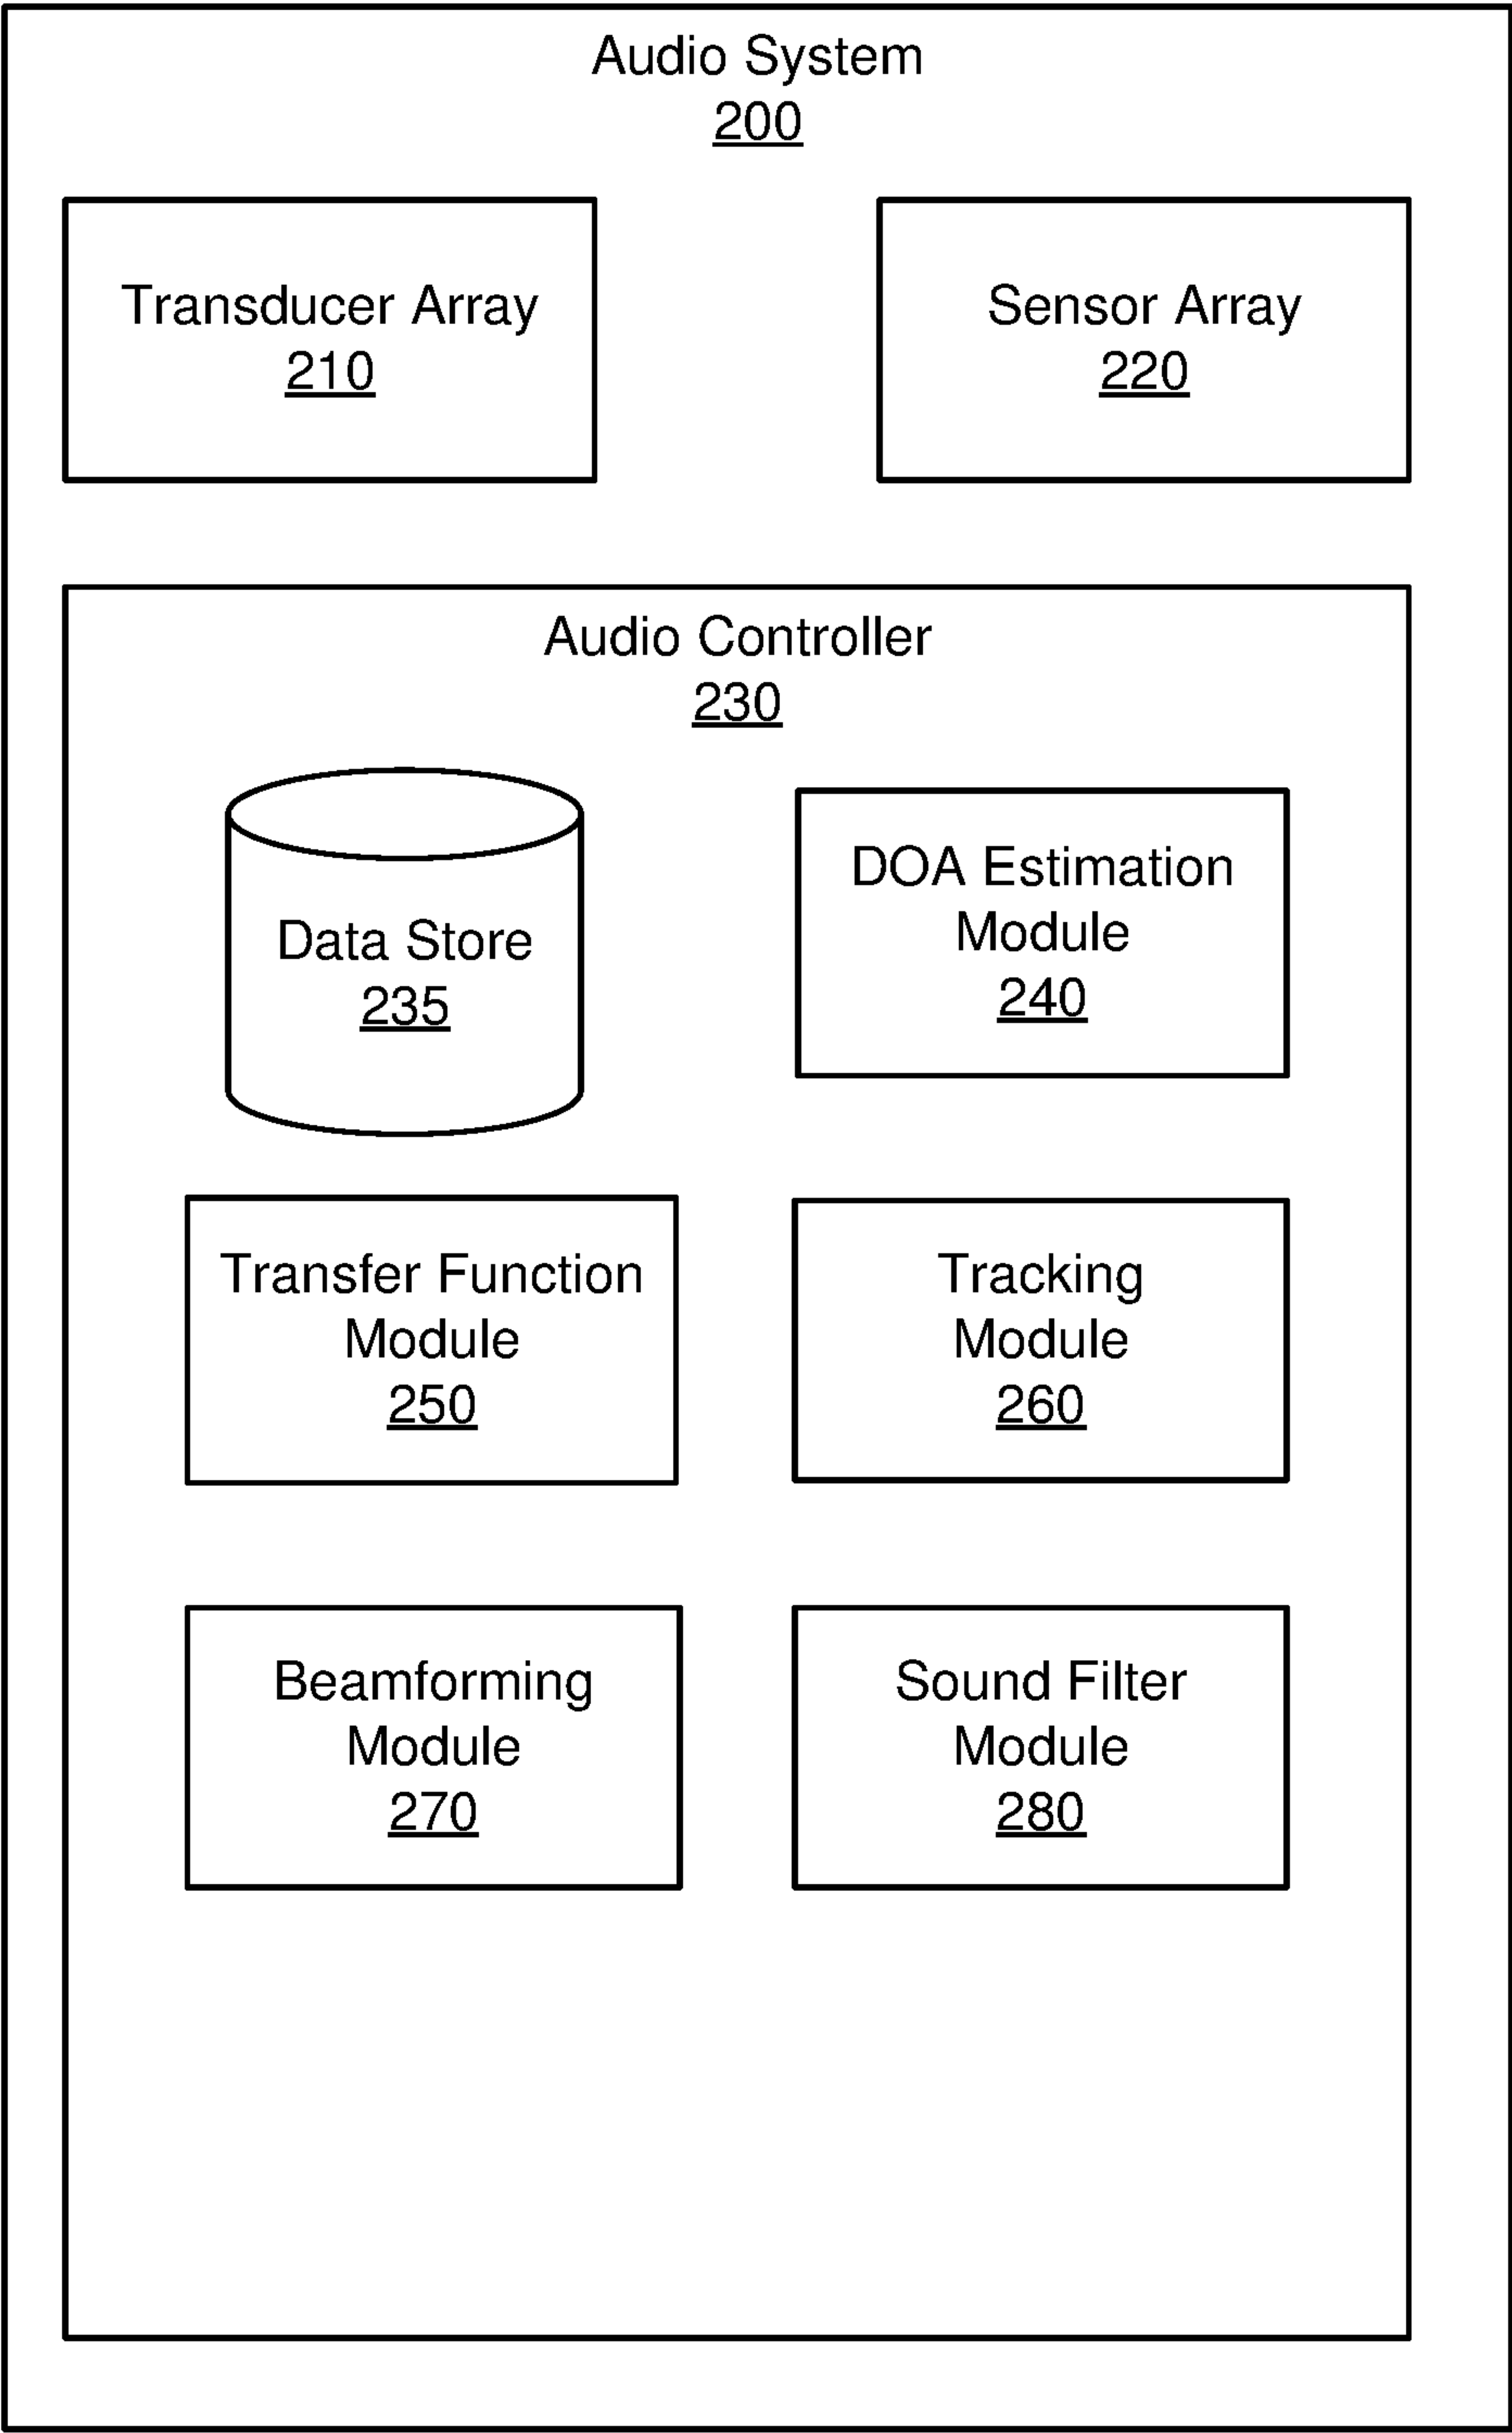 Audio System
200
Transducer Array
210
Sensor Array
220
Audio Controller
230
Data Store
235
DOA Estimation
Module
240
Transfer Function
Module
250
Tracking
Module
260
Beamforming
Module
270
Sound Filter
Module
280